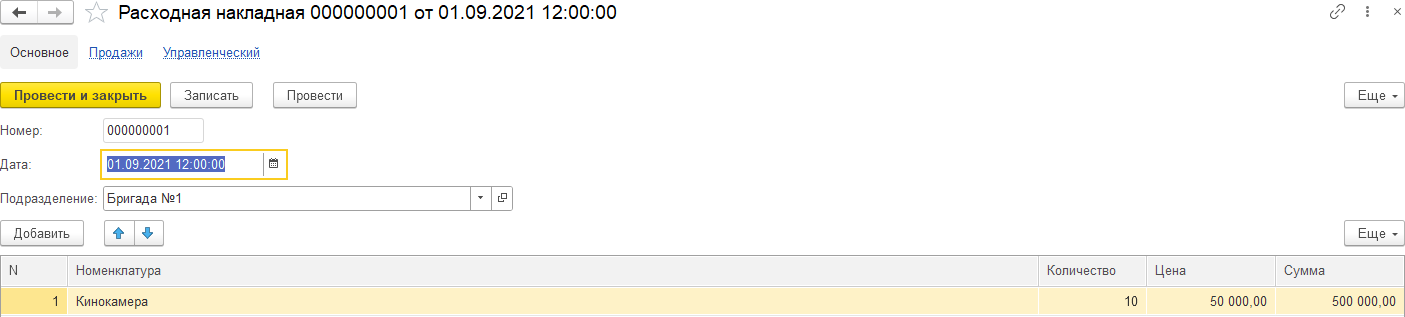 Расходная накладная 000000001 от 01.09.2021 12:00:00
Основное Продажи Управленческий
Провести и закрыть Записать Провести Еще
Номер: 000000001
Дата: 01.09.2021 12:00:00
Подразделение: Бригада №1
Добавить Еще
N Номенклатура Количество Цена Сумма
1 Кинокамера 10 50 000,00 500 000,00